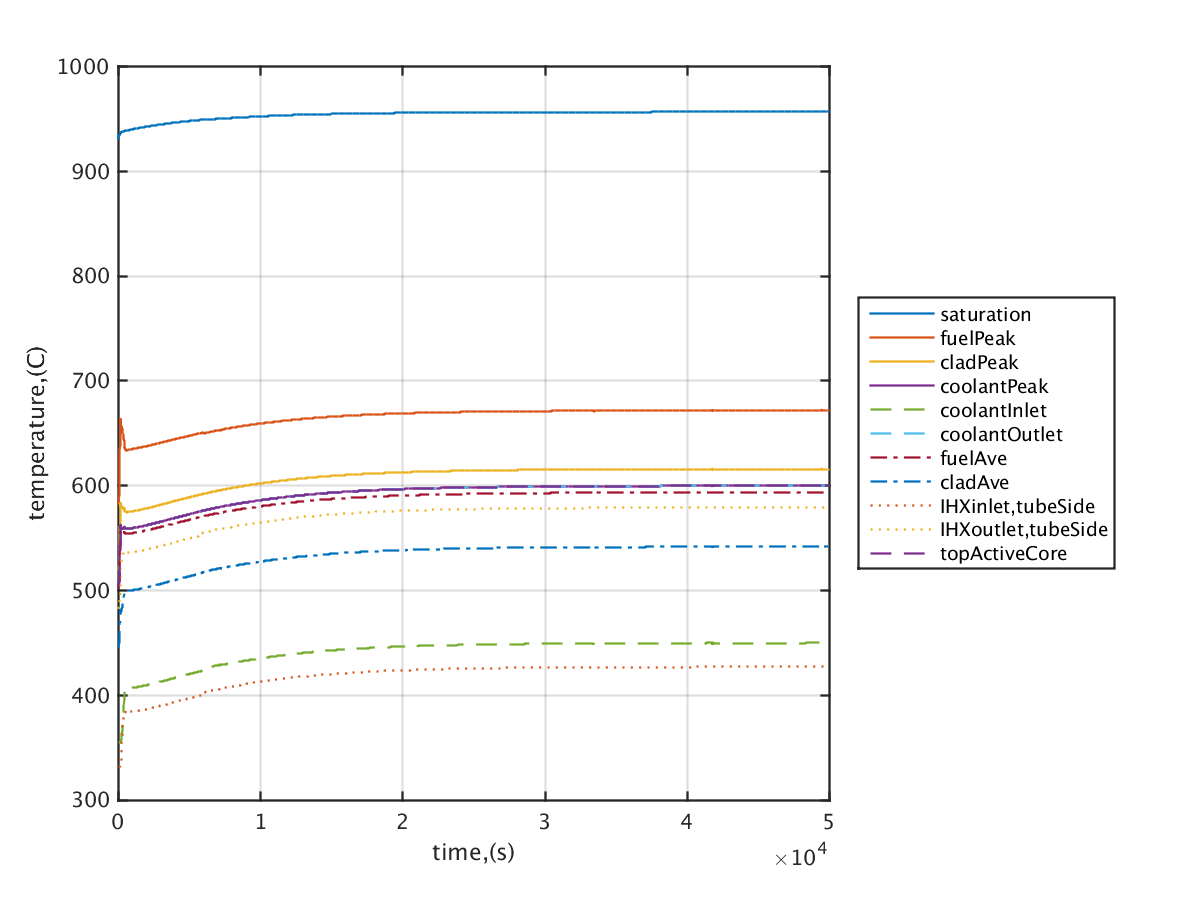 1000
900
800
700
600
500
400
300
temperature,(C)
0
1
2
3
4
5
time,(s)
×10^4
saturation
fuelPeak
cladPeak
coolantPeak
coolantInlet
coolantOutlet
fuelAve
cladAve
IHXinlet,tubeSide
IHXoutlet,tubeSide
topActiveCore